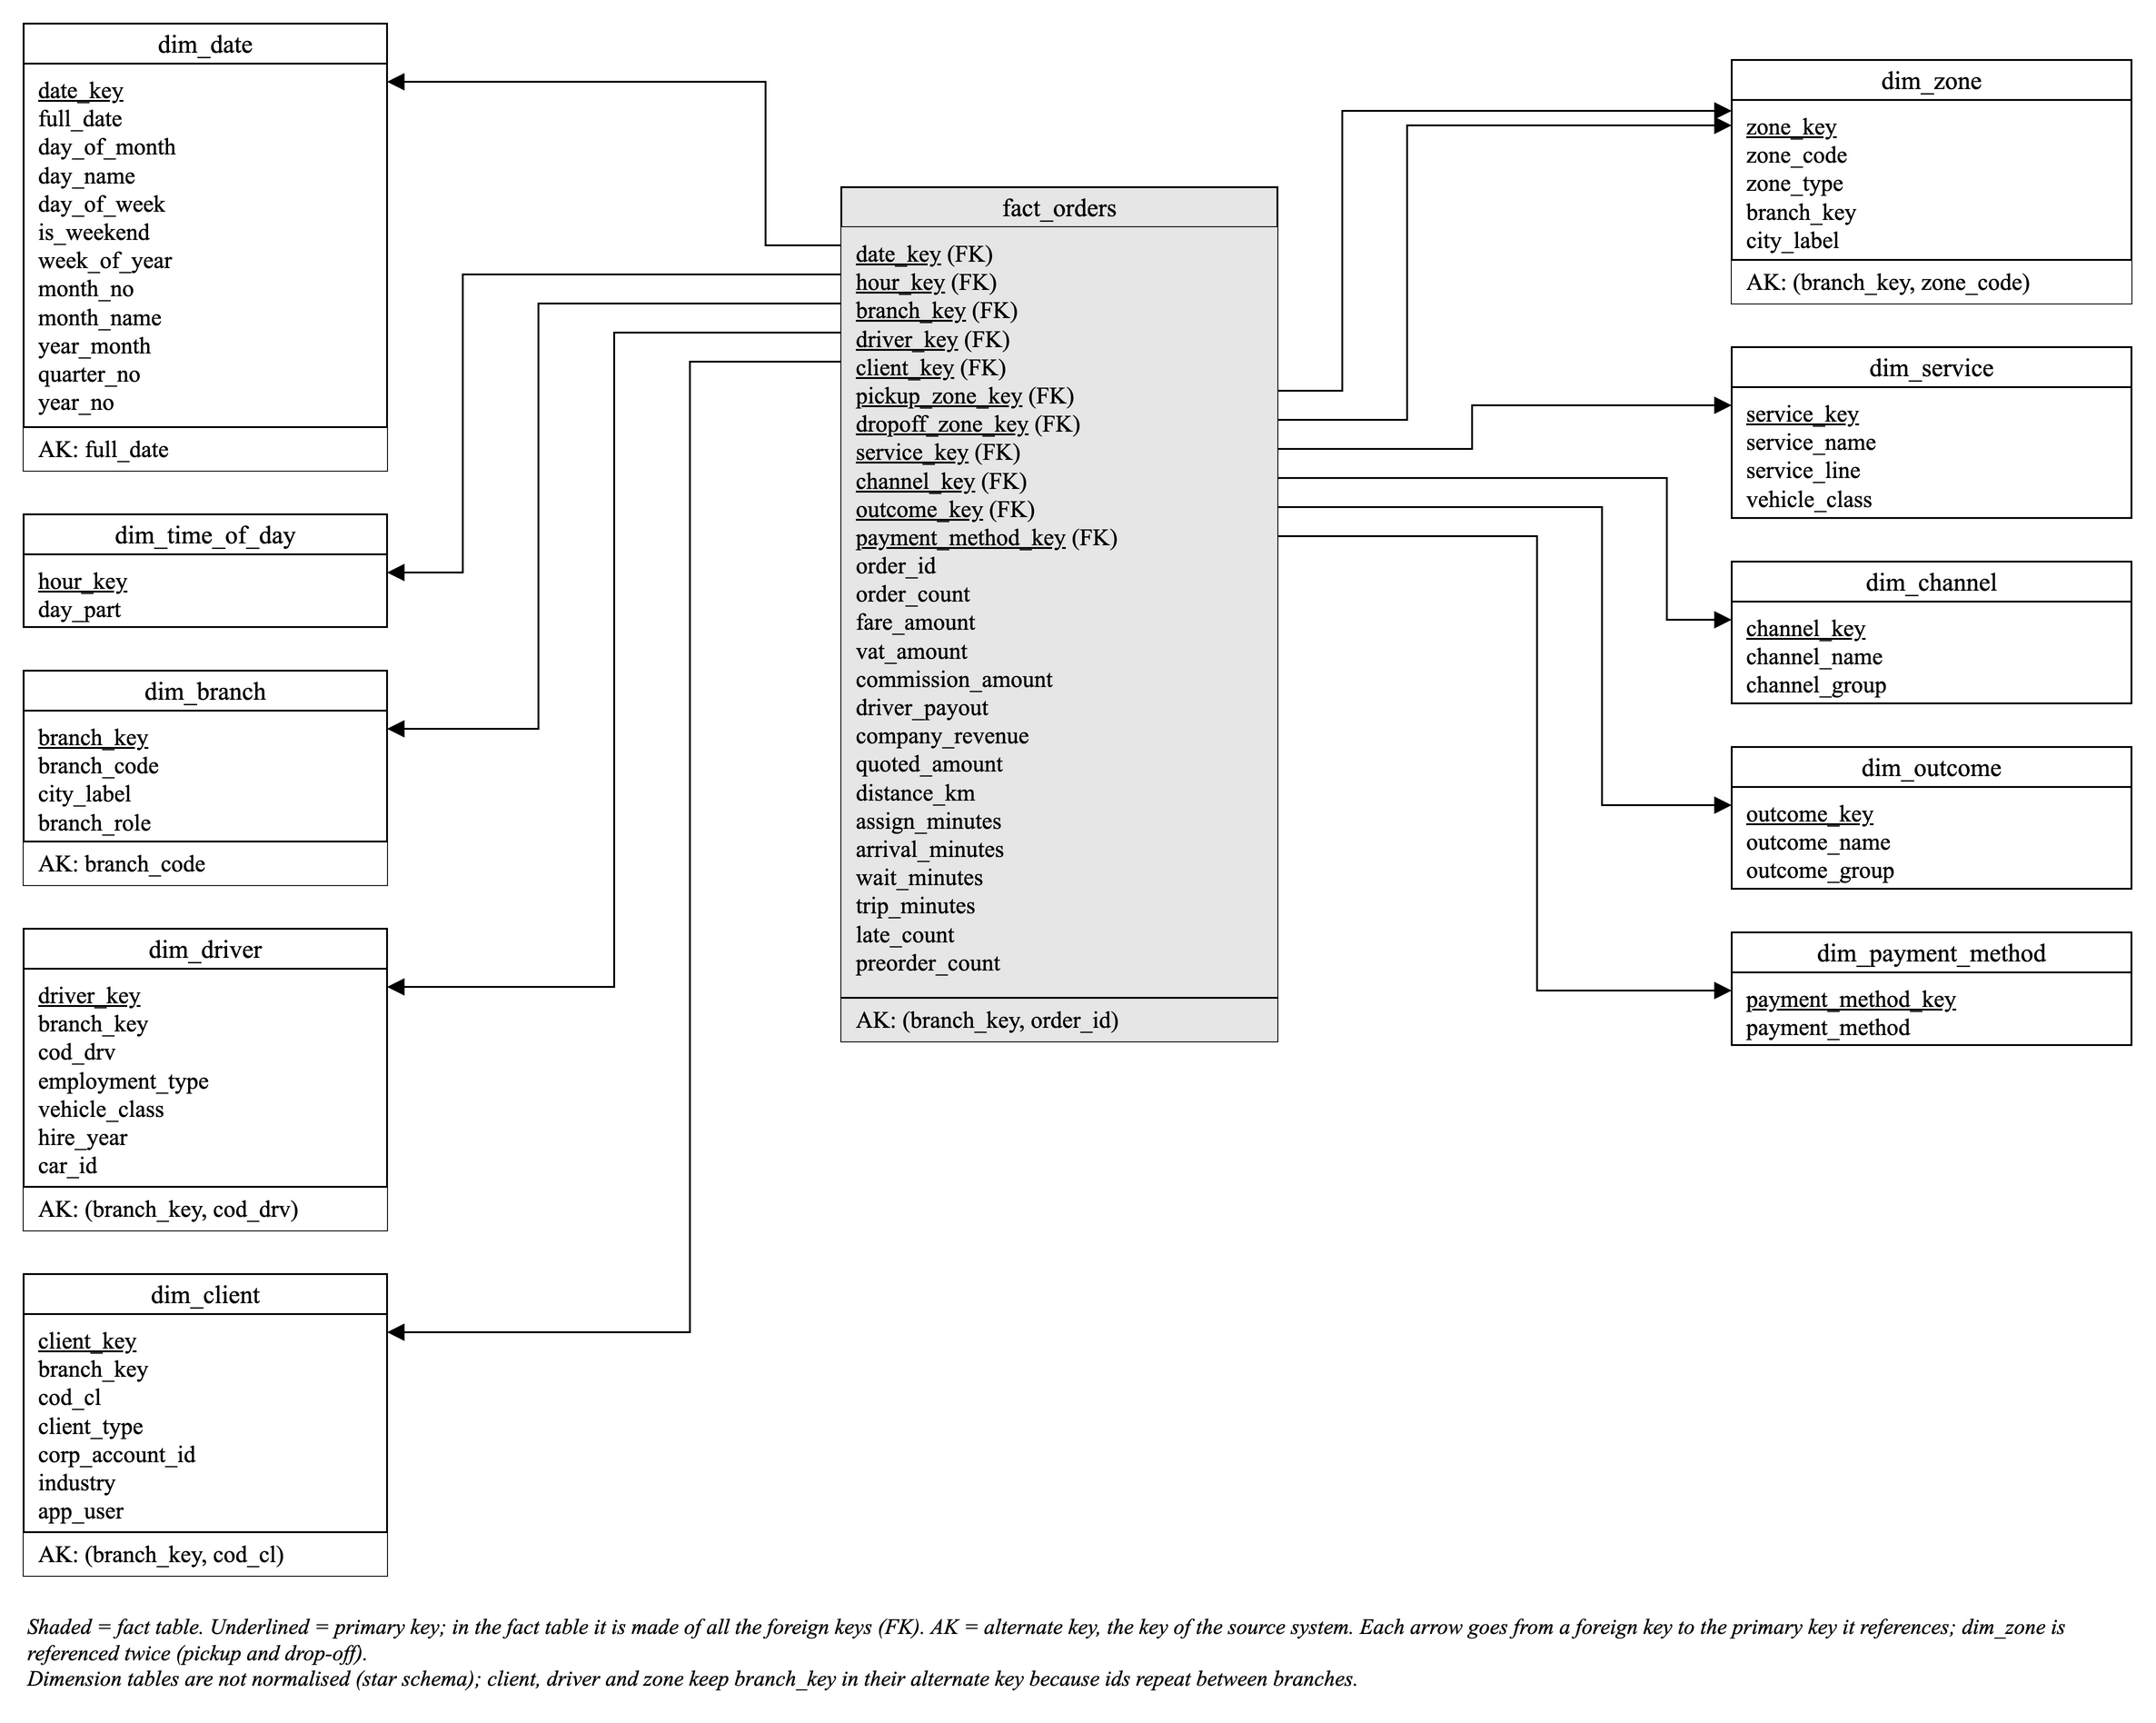 dim_date
date_key
full_date
day_of_month
day_name
day_of_week
is_weekend
week_of_year
month_no
month_name
year_month
quarter_no
year_no
AK: full_date
dim_time_of_day
hour_key
day_part
dim_branch
branch_key
branch_code
city_label
branch_role
AK: branch_code
dim_driver
driver_key
branch_key
cod_drv
employment_type
vehicle_class
hire_year
car_id
AK: (branch_key, cod_drv)
dim_client
client_key
branch_key
cod_cl
client_type
corp_account_id
industry
app_user
AK: (branch_key, cod_cl)
fact_orders
date_key (FK)
hour_key (FK)
branch_key (FK)
driver_key (FK)
client_key (FK)
pickup_zone_key (FK)
dropoff_zone_key (FK)
service_key (FK)
channel_key (FK)
outcome_key (FK)
payment_method_key (FK)
order_id
order_count
fare_amount
vat_amount
commission_amount
driver_payout
company_revenue
quoted_amount
distance_km
assign_minutes
arrival_minutes
wait_minutes
trip_minutes
late_count
preorder_count
AK: (branch_key, order_id)
dim_zone
zone_key
zone_code
zone_type
branch_key
city_label
AK: (branch_key, zone_code)
dim_service
service_key
service_name
service_line
vehicle_class
dim_channel
channel_key
channel_name
channel_group
dim_outcome
outcome_key
outcome_name
outcome_group
dim_payment_method
payment_method_key
payment_method
Shaded = fact table. Underlined = primary key; in the fact table it is made of all the foreign keys (FK). AK = alternate key, the key of the source system. Each arrow goes from a foreign key to the primary key it references; dim_zone is
referenced twice (pickup and drop-off).
Dimension tables are not normalised (star schema); client, driver and zone keep branch_key in their alternate key because ids repeat between branches.